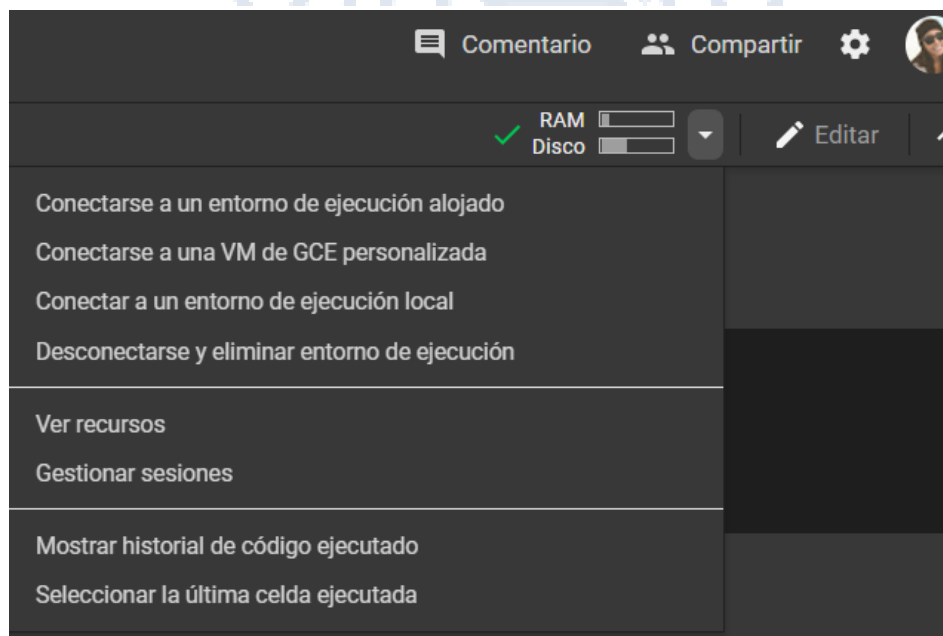 Comentario Compartir
RAM
Disco
Editar
Conectarse a un entorno de ejecución alojado
Conectarse a una VM de GCE personalizada
Conectar a un entorno de ejecución local
Desconectarse y eliminar entorno de ejecución
Ver recursos
Gestionar sesiones
Mostrar historial de código ejecutado
Seleccionar la última celda ejecutada